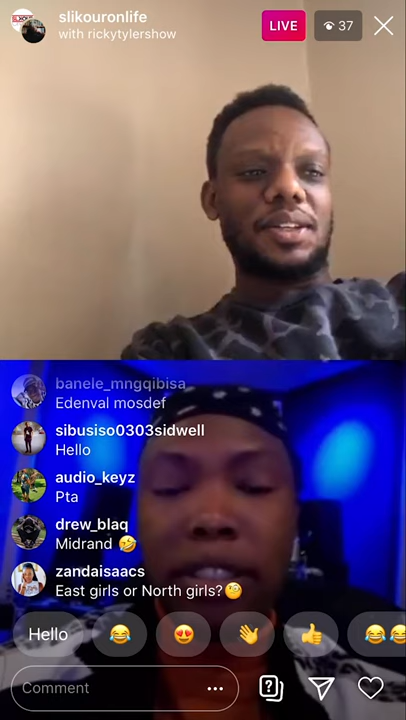 slikouronlife
with rickytylershow
LIVE
37
banele_mngqibisa
Edenval mosdef
sibusiso0303sidwell
Hello
audio_keyz
Pta
drew_blaq
Midrand 🤣
zandaisaacs
East girls or North girls?🧐
Hello 😂 😍 👋 👍 😂😂
Comment